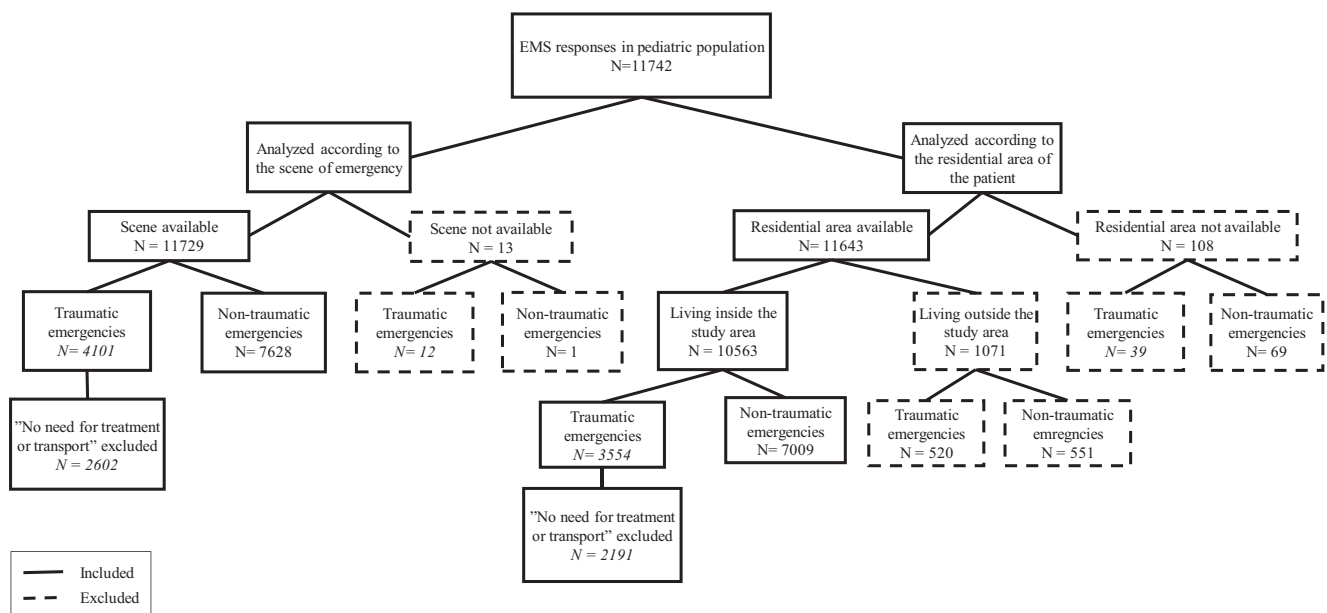 EMS responses in pediatric population
N=11742
Analyzed according to
the scene of emergency
Analyzed according to
the residential area of
the patient
Scene available
N = 11729
Scene not available
N = 13
Residential area available
N= 11643
Residential area not available
N = 108
Traumatic
emergencies
N= 4101
Non-traumatic
emergencies
N= 7628
Traumatic
emergencies
N= 12
Non-traumatic
emergencies
N= 1
Living inside the
study area
N = 10563
Living outside the
study area
N = 1071
Traumatic
emergencies
N= 39
Non-traumatic
emergencies
N= 69
"No need for treatment
or transport" excluded
N = 2602
Traumatic
emergencies
N= 3554
Non-traumatic
emergencies
N= 7009
Traumatic
emergencies
N = 520
Non-traumatic
emregncies
N = 551
"No need for treatment
or transport" excluded
N = 2191
Included
Excluded